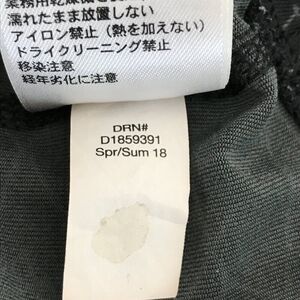 濡れたまま放置しない
アイロン禁止（熱を加えない）
ドライクリーニング禁止
移染注意
経年劣化に注意
DRN#
D1859391
Spr/Sum 18